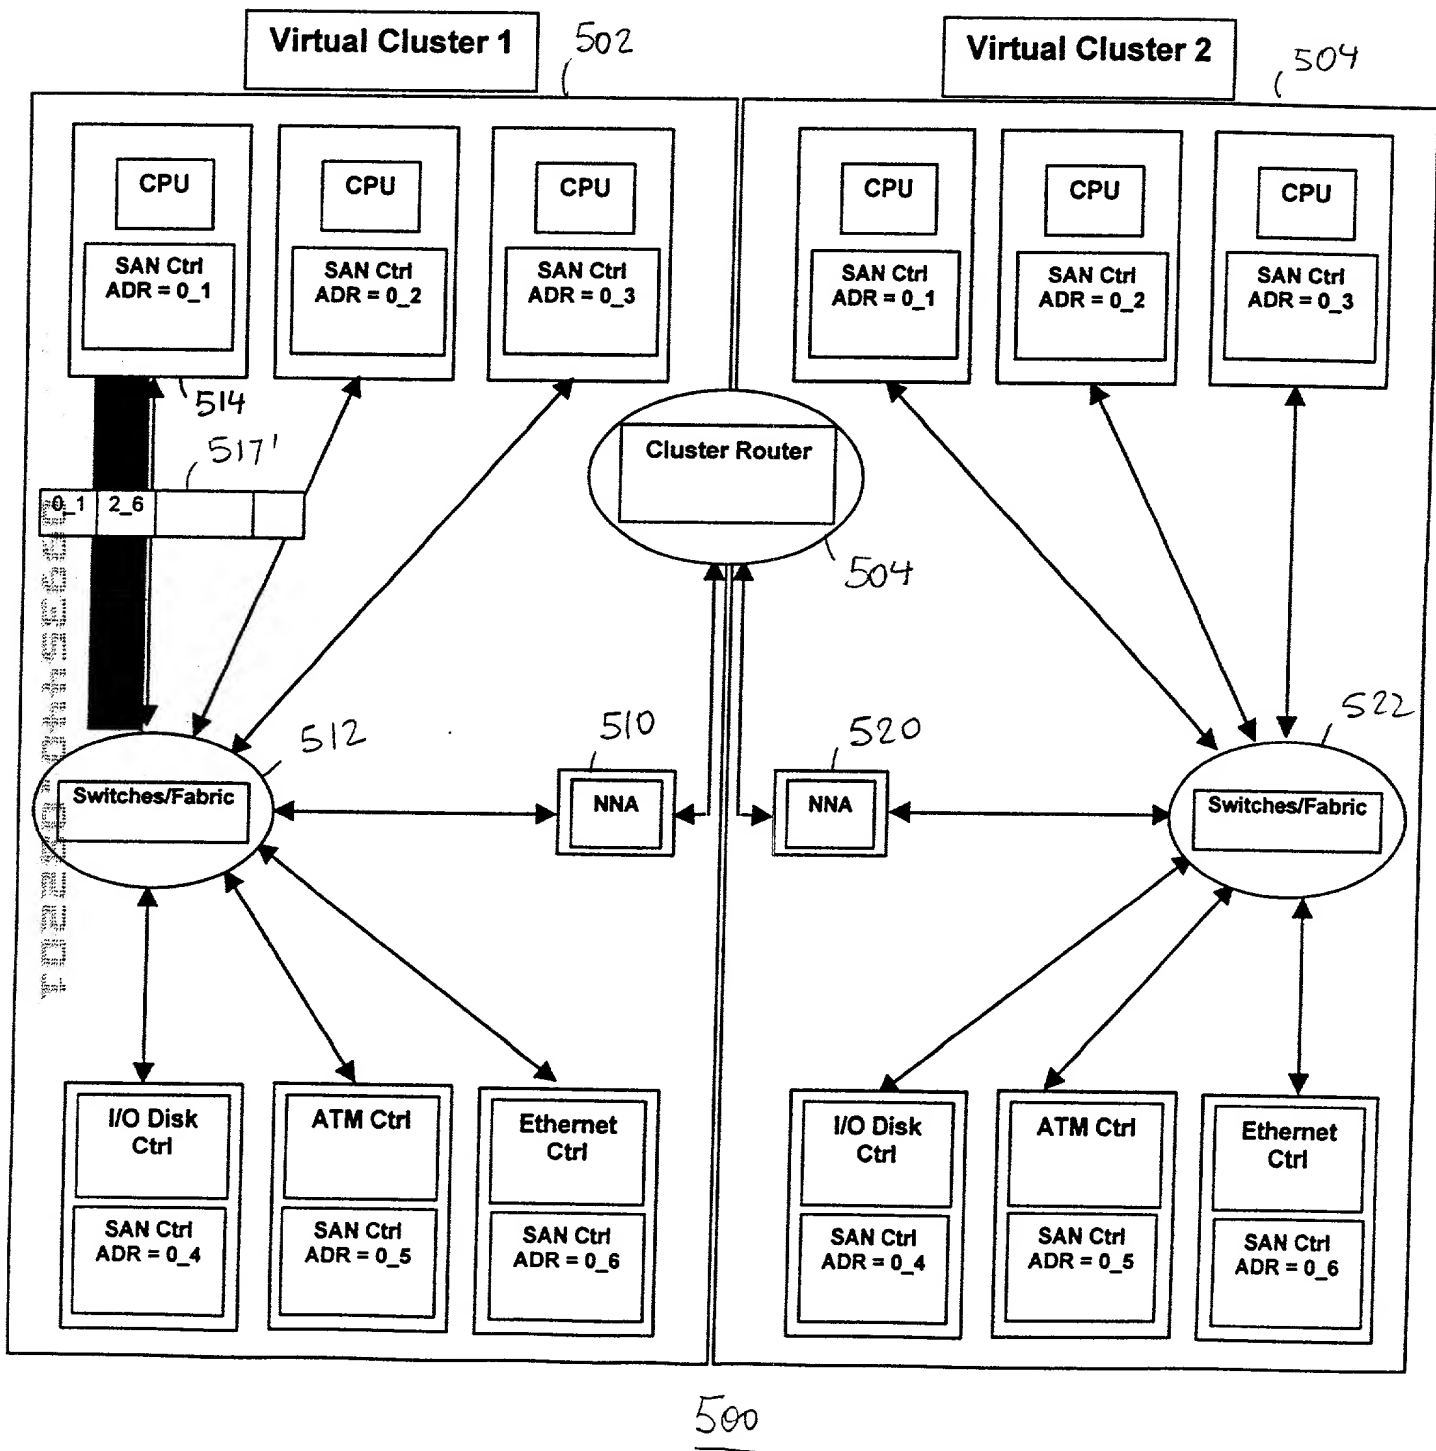 Virtual Cluster 1
502
Virtual Cluster 2
504
CPU
SAN Ctrl
ADR = 0_1
CPU
SAN Ctrl
ADR = 0_2
CPU
SAN Ctrl
ADR = 0_3
CPU
SAN Ctrl
ADR = 0_1
CPU
SAN Ctrl
ADR = 0_2
CPU
SAN Ctrl
ADR = 0_3
514
517'
0_1
2_6
Cluster Router
504
512
510
520
522
Switches/Fabric
NNA
NNA
Switches/Fabric
I/O Disk
Ctrl
SAN Ctrl
ADR = 0_4
ATM Ctrl
SAN Ctrl
ADR = 0_5
Ethernet
Ctrl
SAN Ctrl
ADR = 0_6
I/O Disk
Ctrl
SAN Ctrl
ADR = 0_4
ATM Ctrl
SAN Ctrl
ADR = 0_5
Ethernet
Ctrl
SAN Ctrl
ADR = 0_6
500